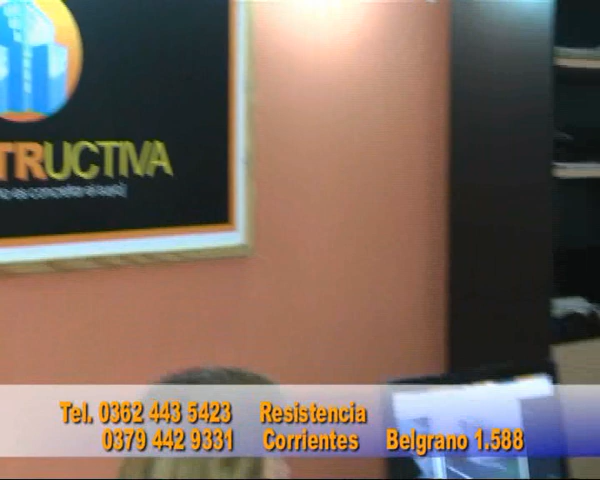 TRUCTIVA
Tel. 0362 443 5423 Resistencia
0379 442 9331 Corrientes Belgrano 1.588